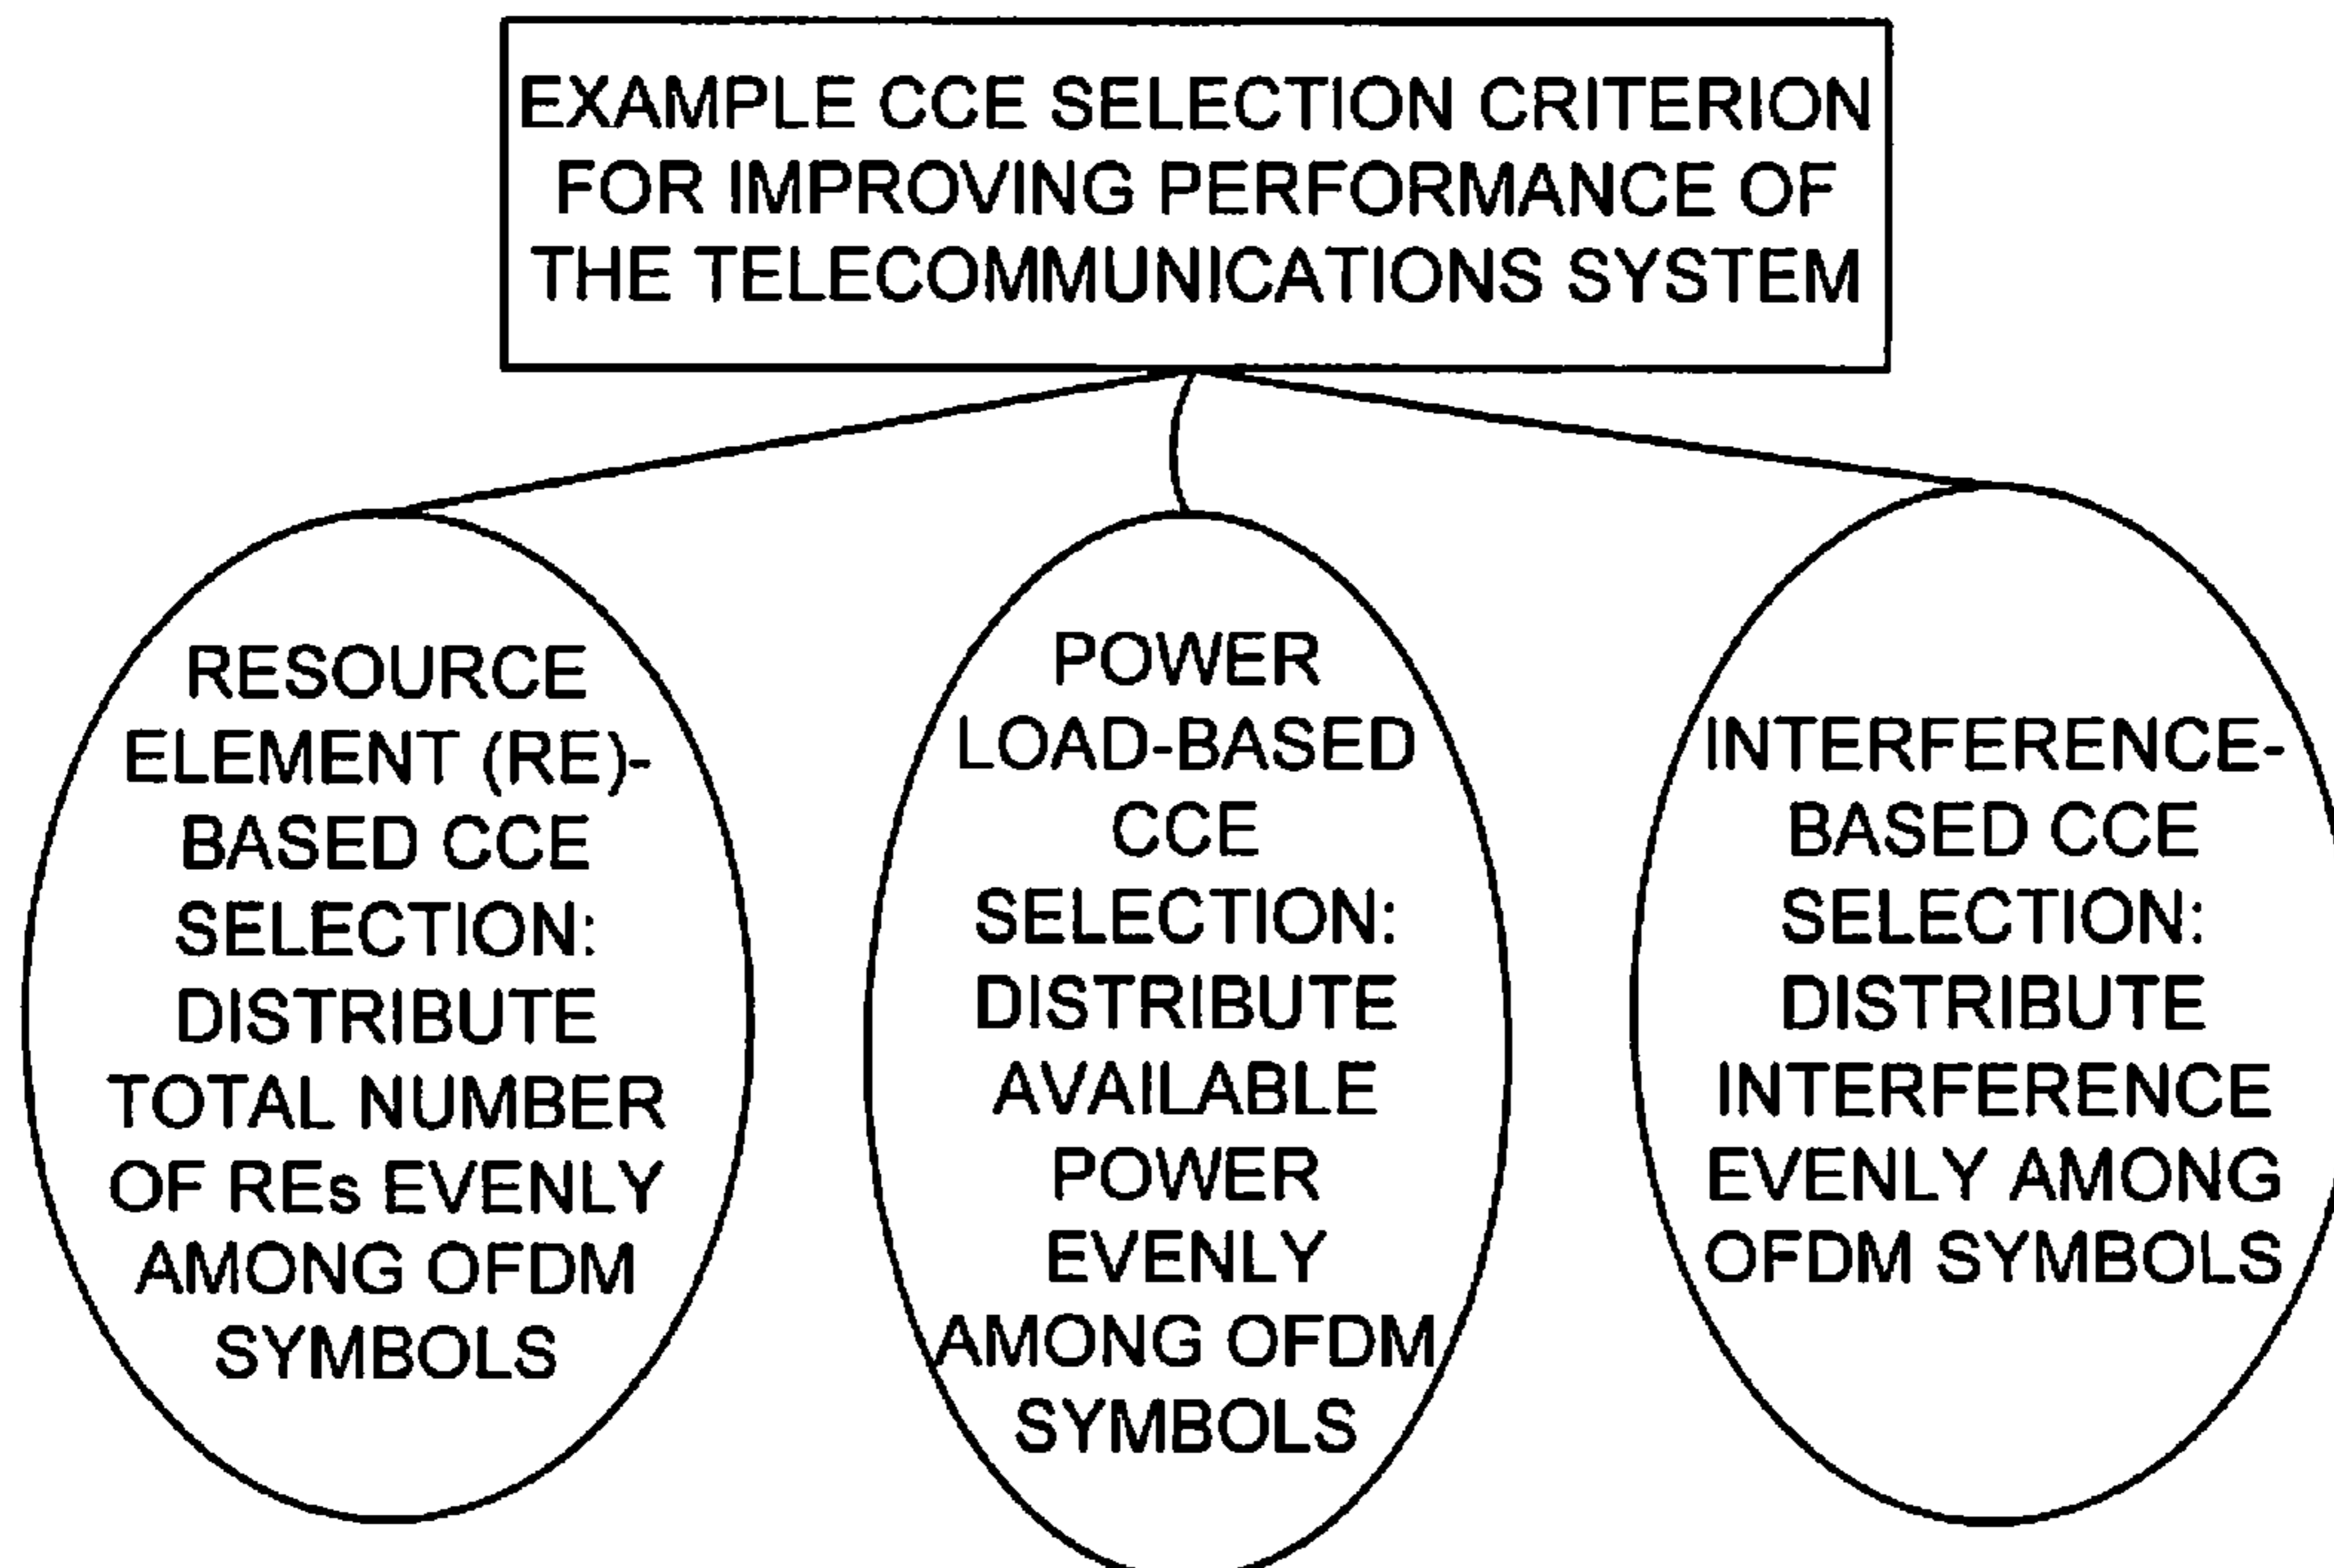 EXAMPLE CCE SELECTION CRITERION
FOR IMPROVING PERFORMANCE OF
THE TELECOMMUNICATIONS SYSTEM
RESOURCE
ELEMENT (RE)-
BASED CCE
SELECTION:
DISTRIBUTE
TOTAL NUMBER
OF REs EVENLY
AMONG OFDM
SYMBOLS
POWER
LOAD-BASED
CCE
SELECTION:
DISTRIBUTE
AVAILABLE
POWER
EVENLY
AMONG OFDM
SYMBOLS
INTERFERENCE-
BASED CCE
SELECTION:
DISTRIBUTE
INTERFERENCE
EVENLY AMONG
OFDM SYMBOLS